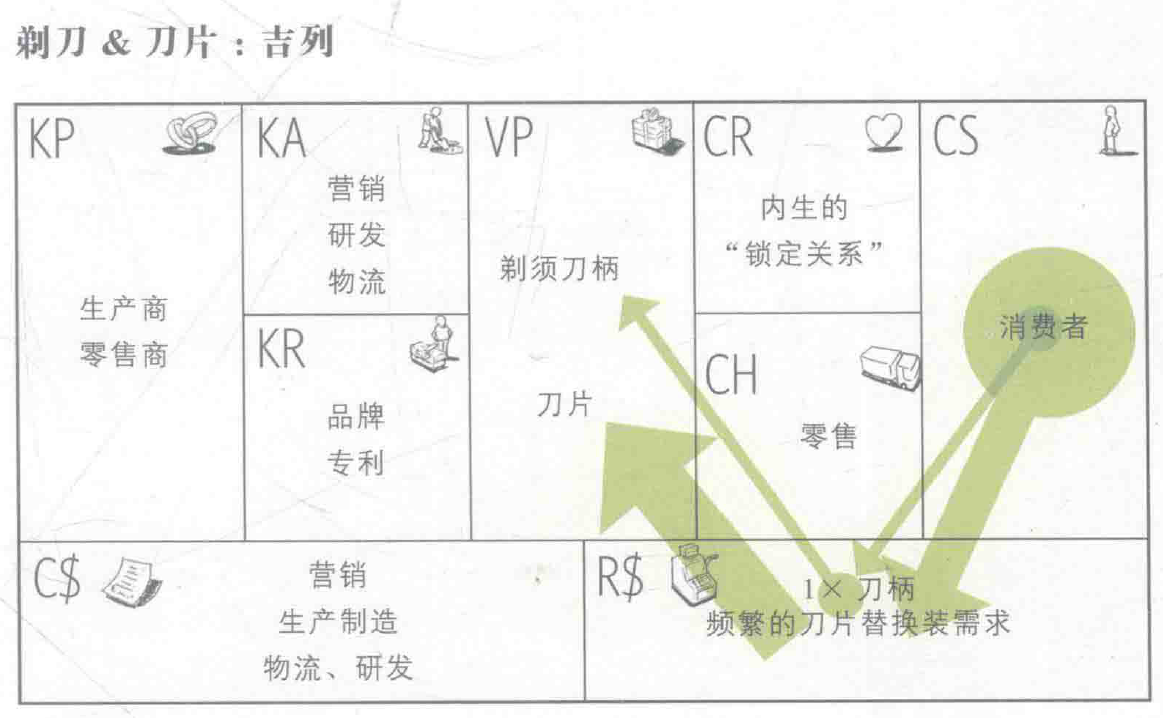 剃刀 & 刀片：吉列
KP
生产商
零售商
KA
营销
研发
物流
KR
品牌
专利
VP
剃须刀柄
刀片
CR
内生的
“锁定关系”
CH
零售
CS
消费者
C$
营销
生产制造
物流、研发
R$
1× 刀柄
频繁的刀片替换装需求